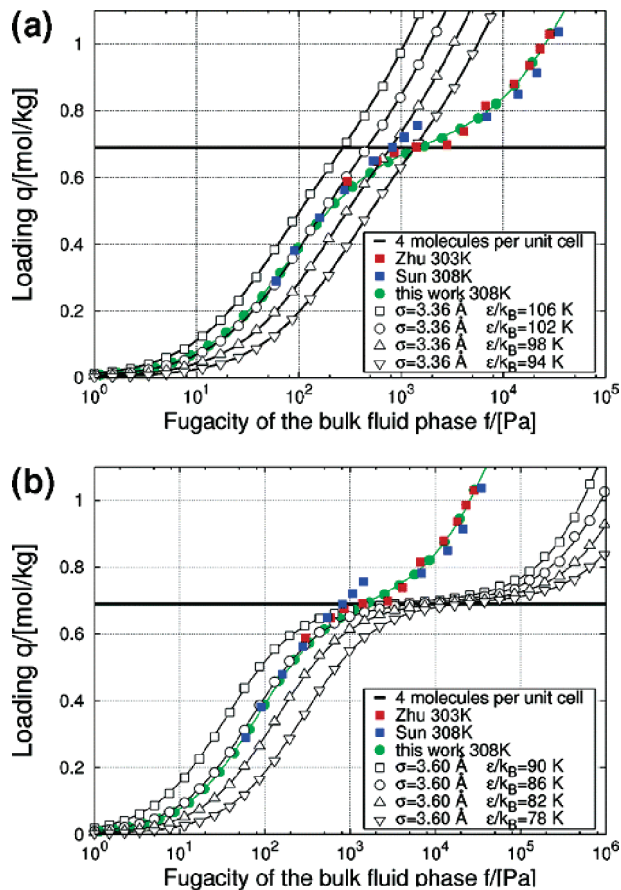 (a)
1
0.8
0.6
0.4
0.2
0
Loading q/[mol/kg]
4 molecules per unit cell
Zhu 303K
Sun 308K
this work 308K
σ=3.36 Å ε/kB=106 K
σ=3.36 Å ε/kB=102 K
σ=3.36 Å ε/kB=98 K
σ=3.36 Å ε/kB=94 K
10^0 10^1 10^2 10^3 10^4 10^5
Fugacity of the bulk fluid phase f/[Pa]
(b)
1
0.8
0.6
0.4
0.2
0
Loading q/[mol/kg]
4 molecules per unit cell
Zhu 303K
Sun 308K
this work 308K
σ=3.60 Å ε/kB=90 K
σ=3.60 Å ε/kB=86 K
σ=3.60 Å ε/kB=82 K
σ=3.60 Å ε/kB=78 K
10^0 10^1 10^2 10^3 10^4 10^5 10^6
Fugacity of the bulk fluid phase f/[Pa]